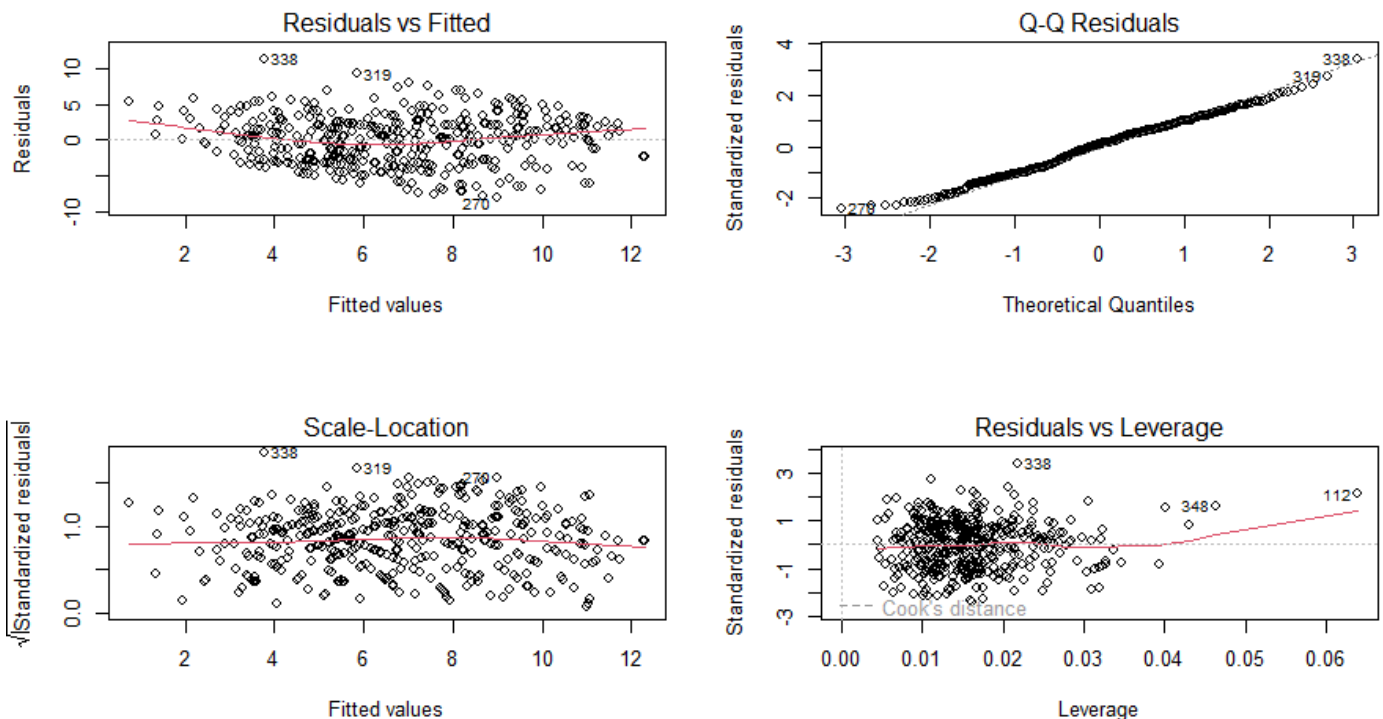 Residuals vs Fitted
Residuals
10
5
0
-10
338
319
270
2 4 6 8 10 12
Fitted values
Q-Q Residuals
Standardized residuals
4
2
0
-2
338
319
270
-3 -2 -1 0 1 2 3
Theoretical Quantiles
Scale-Location
√|Standardized residuals|
1.0
0.0
338
319
270
2 4 6 8 10 12
Fitted values
Residuals vs Leverage
Standardized residuals
3
1
-1
-3
338
348
112
Cook's distance
0.00 0.01 0.02 0.03 0.04 0.05 0.06
Leverage